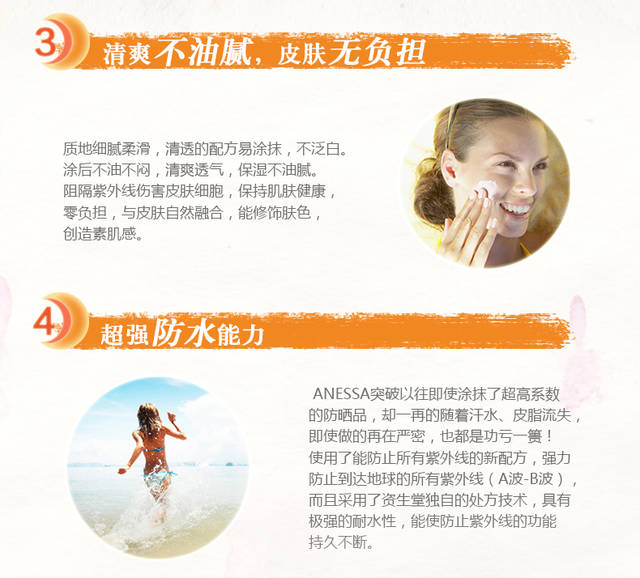 3
清爽不油腻，皮肤无负担
质地细腻柔滑，清透的配方易涂抹，不泛白。
涂后不油不闷，清爽透气，保湿不油腻。
阻隔紫外线伤害皮肤细胞，保持肌肤健康，
零负担，与皮肤自然融合，能修饰肤色，
创造素肌感。
4
超强防水能力
ANESSA突破以往即使涂抹了超高系数
的防晒品，却一再的随着汗水、皮脂流失，
即使做的再在严密，也都是功亏一篑！
使用了能防止所有紫外线的新配方，强力
防止到达地球的所有紫外线（A波-B波），
而且采用了资生堂独自的处方技术，具有
极强的耐水性，能使防止紫外线的功能
持久不断。